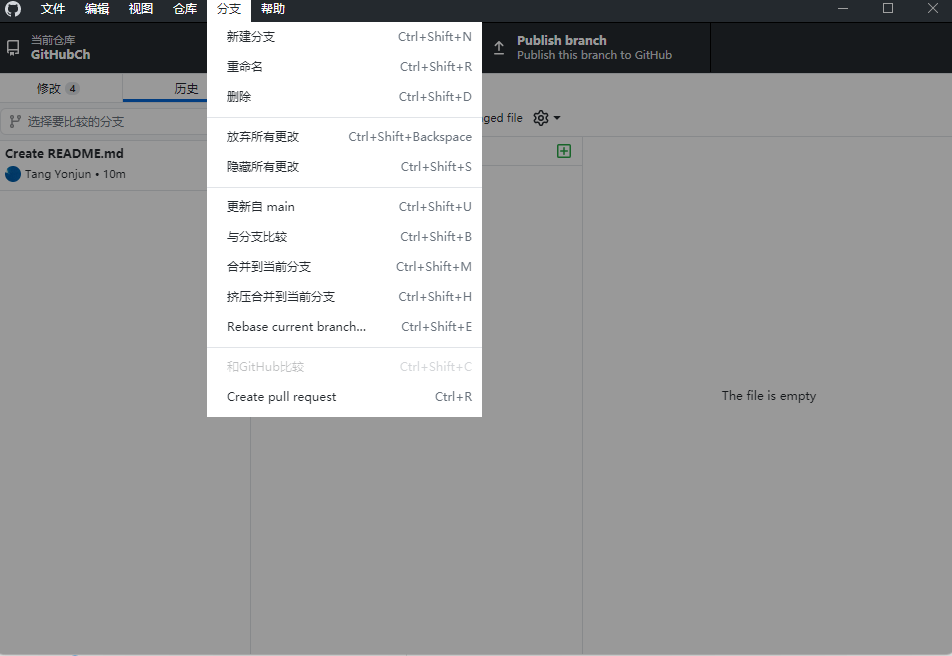 文件 编辑 视图 仓库 分支 帮助
当前仓库
GitHubCh
Publish branch
Publish this branch to GitHub
修改 4 历史
选择要比较的分支
Create README.md
Tang Yonjun • 10m
新建分支 Ctrl+Shift+N
重命名 Ctrl+Shift+R
删除 Ctrl+Shift+D
放弃所有更改 Ctrl+Shift+Backspace
隐藏所有更改 Ctrl+Shift+S
更新自 main Ctrl+Shift+U
与分支比较 Ctrl+Shift+B
合并到当前分支 Ctrl+Shift+M
挤压合并到当前分支 Ctrl+Shift+H
Rebase current branch... Ctrl+Shift+E
和GitHub比较 Ctrl+Shift+C
Create pull request Ctrl+R
ged file
The file is empty